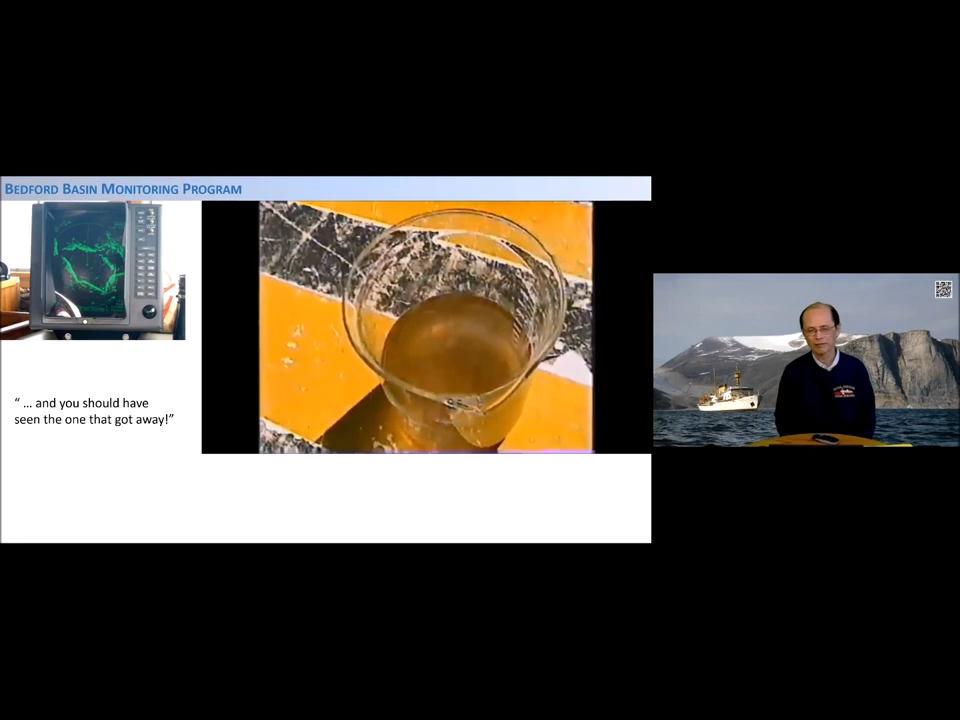 BEDFORD BASIN MONITORING PROGRAM
“ … and you should have
seen the one that got away!”